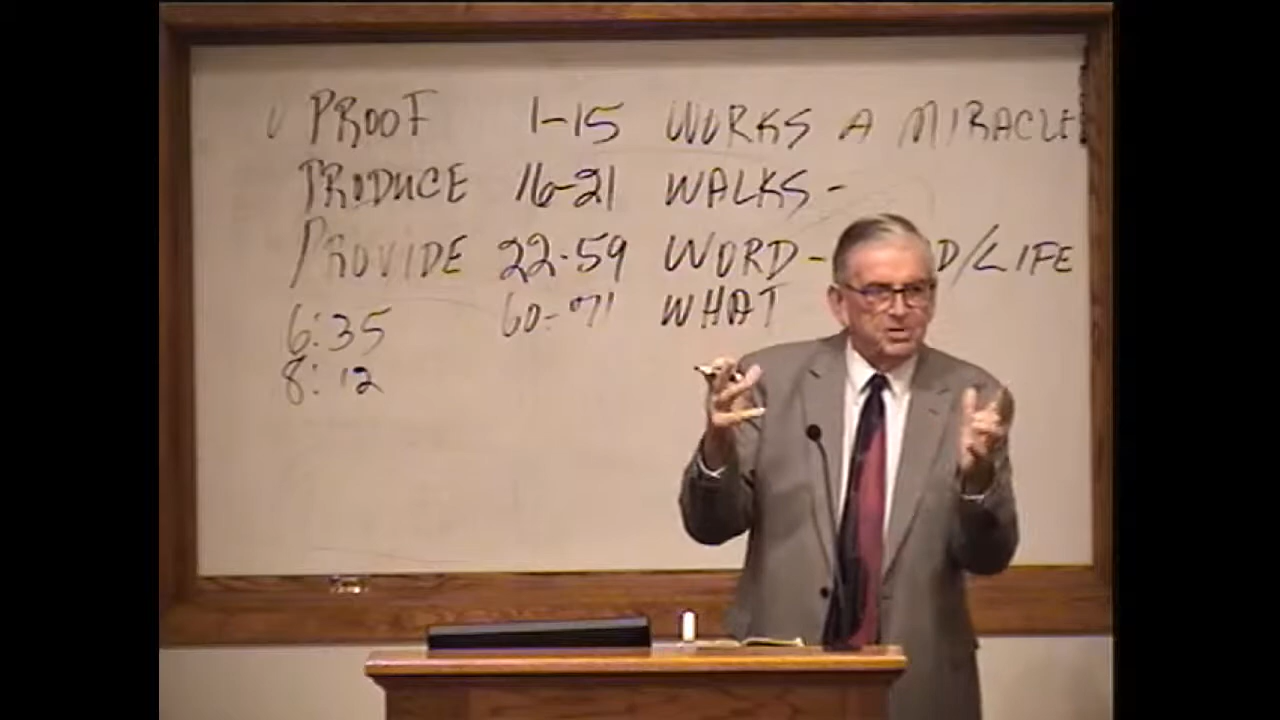 PROOF 1-15 WORKS A MIRACLE
PRODUCE 16-21 WALKS -
PROVIDE 22-59 WORD - D/LIFE
6:35 60-71 WHAT
8:12